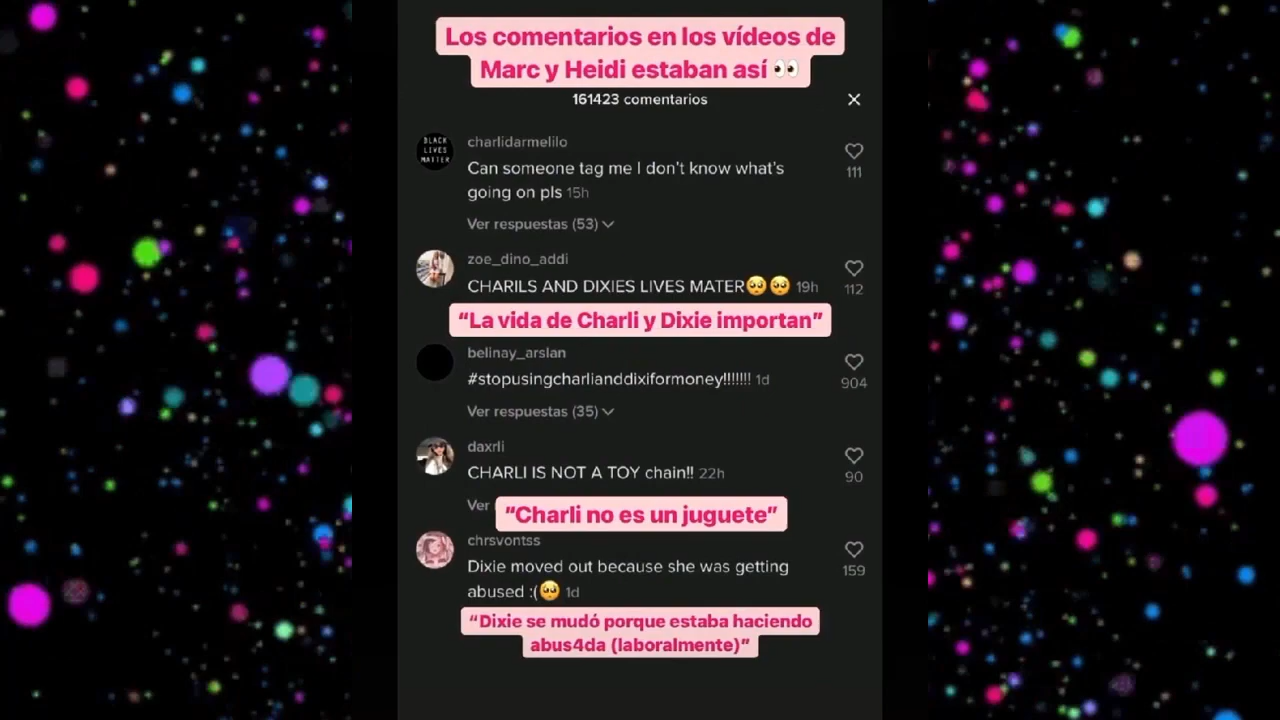 Los comentarios en los vídeos de
Marc y Heidi estaban así 👀
161423 comentarios
BLACK
LIVES
MATTER
charlidarmelilo
Can someone tag me I don't know what's
going on pls 15h
111
Ver respuestas (53)
zoe_dino_addi
CHARILS AND DIXIES LIVES MATER🥺🥺 19h
112
"La vida de Charli y Dixie importan"
belinay_arslan
#stopusingcharlianddixiformoney!!!!!!! 1d
904
Ver respuestas (35)
daxrli
CHARLI IS NOT A TOY chain!! 22h
90
Ver
"Charli no es un juguete"
chrsvontss
Dixie moved out because she was getting
abused :(🥺 1d
159
"Dixie se mudó porque estaba haciendo
abus4da (laboralmente)"